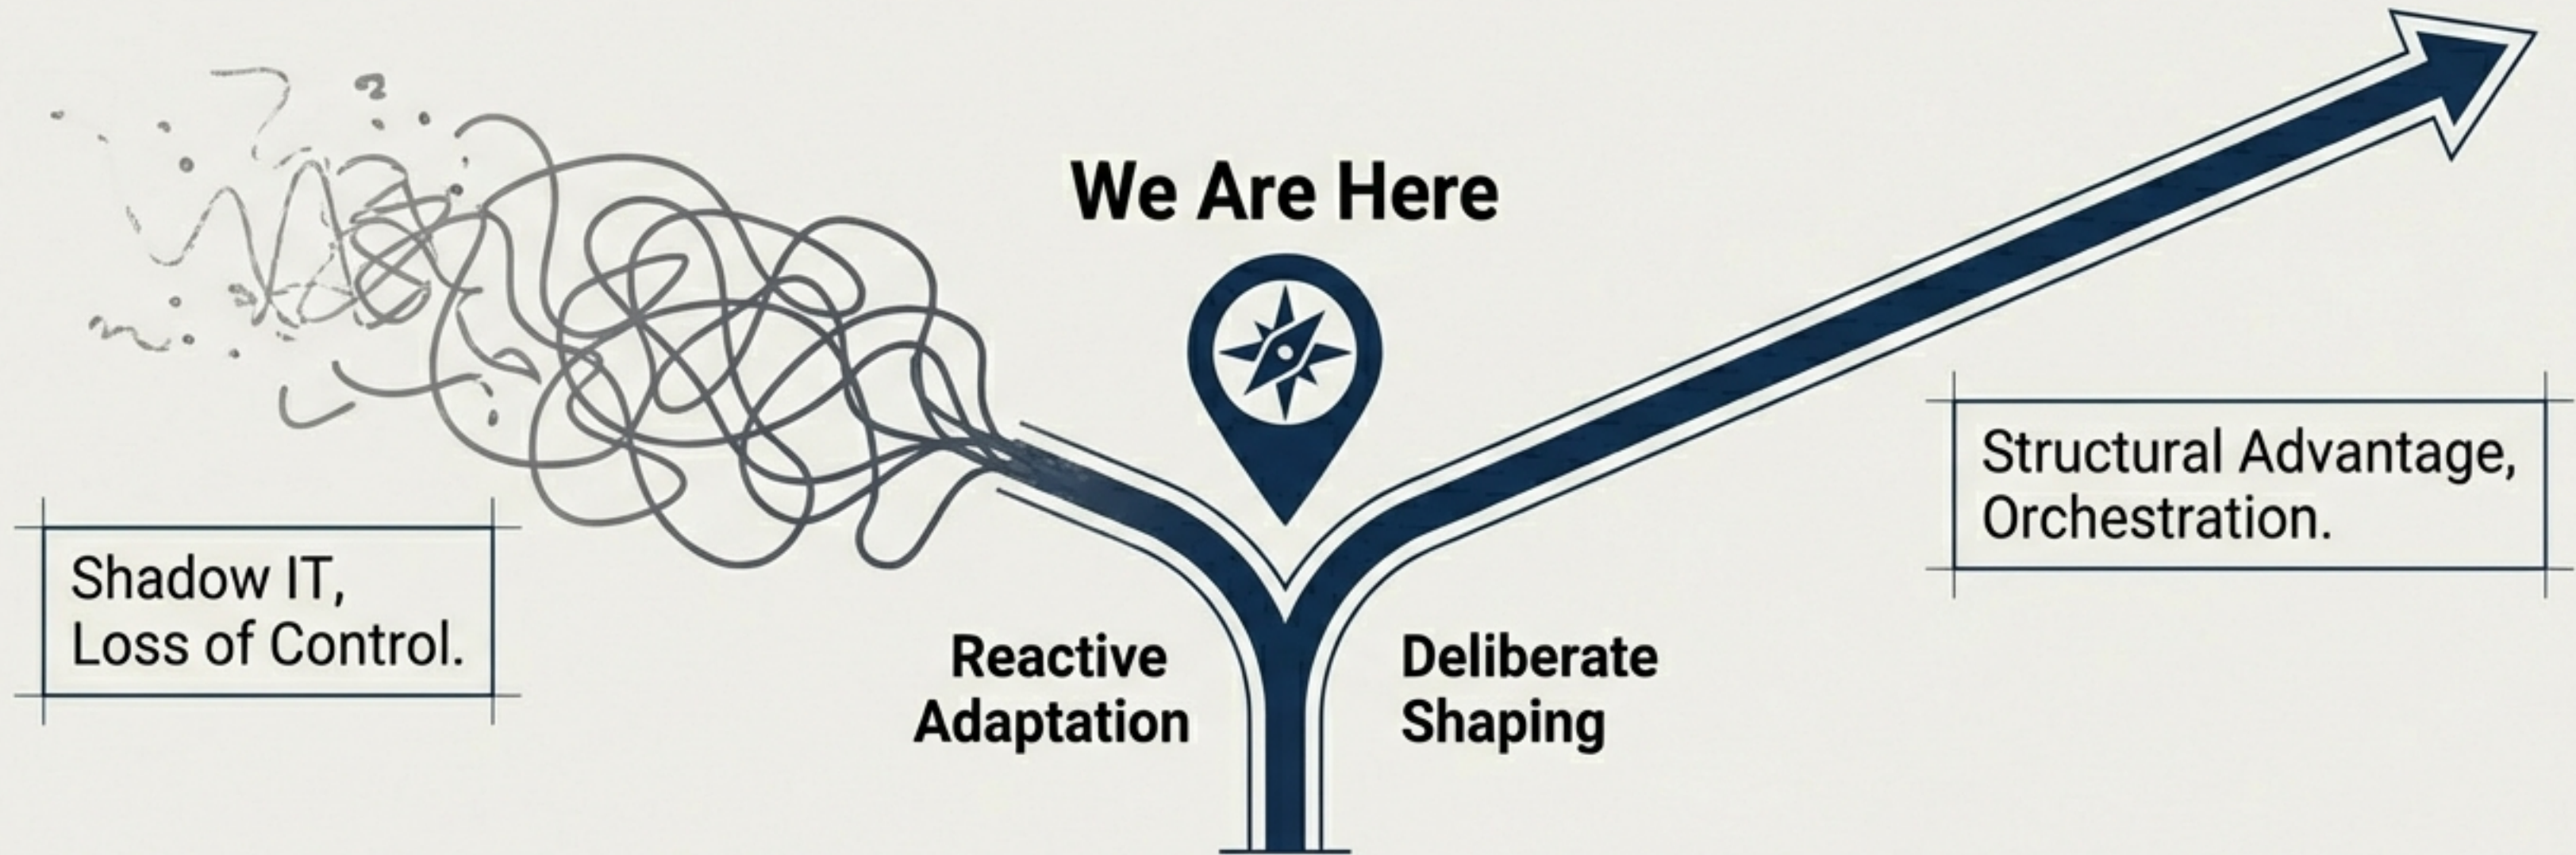 We Are Here
Shadow IT,
Loss of Control.
Reactive
Adaptation
Deliberate
Shaping
Structural Advantage,
Orchestration.